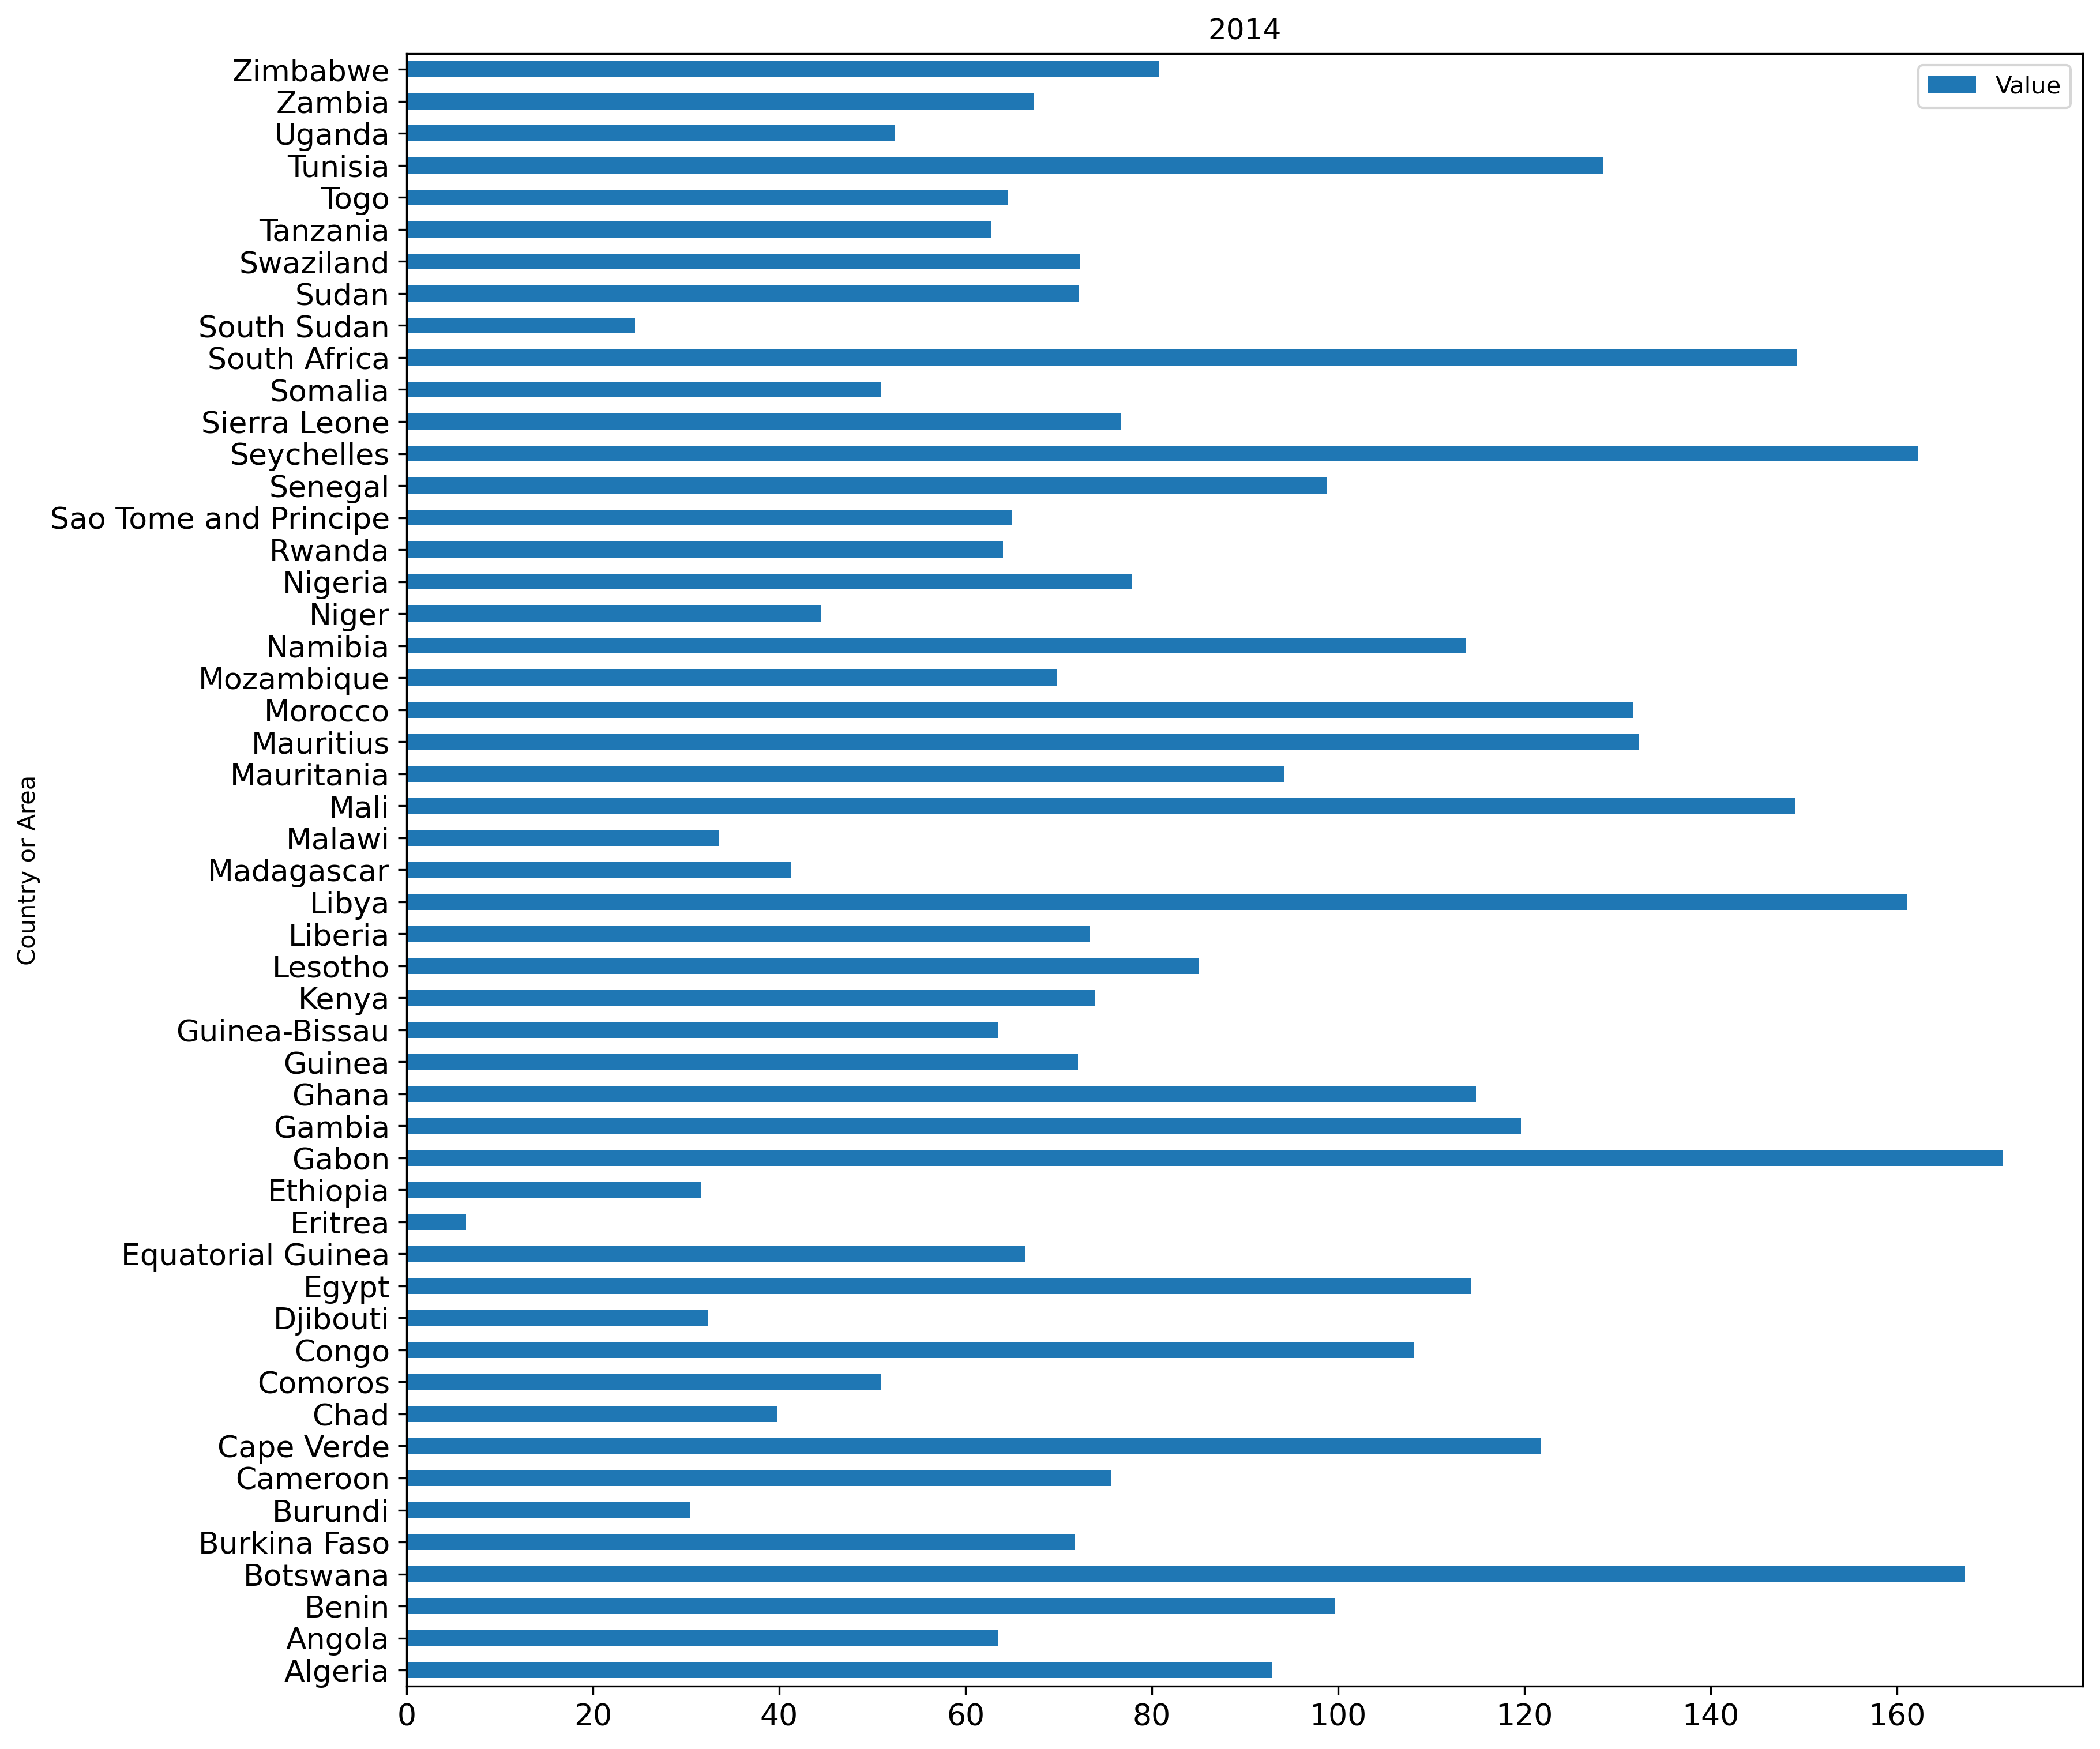 2014
Value
Country or Area
Zimbabwe
Zambia
Uganda
Tunisia
Togo
Tanzania
Swaziland
Sudan
South Sudan
South Africa
Somalia
Sierra Leone
Seychelles
Senegal
Sao Tome and Principe
Rwanda
Nigeria
Niger
Namibia
Mozambique
Morocco
Mauritius
Mauritania
Mali
Malawi
Madagascar
Libya
Liberia
Lesotho
Kenya
Guinea-Bissau
Guinea
Ghana
Gambia
Gabon
Ethiopia
Eritrea
Equatorial Guinea
Egypt
Djibouti
Congo
Comoros
Chad
Cape Verde
Cameroon
Burundi
Burkina Faso
Botswana
Benin
Angola
Algeria
0 20 40 60 80 100 120 140 160